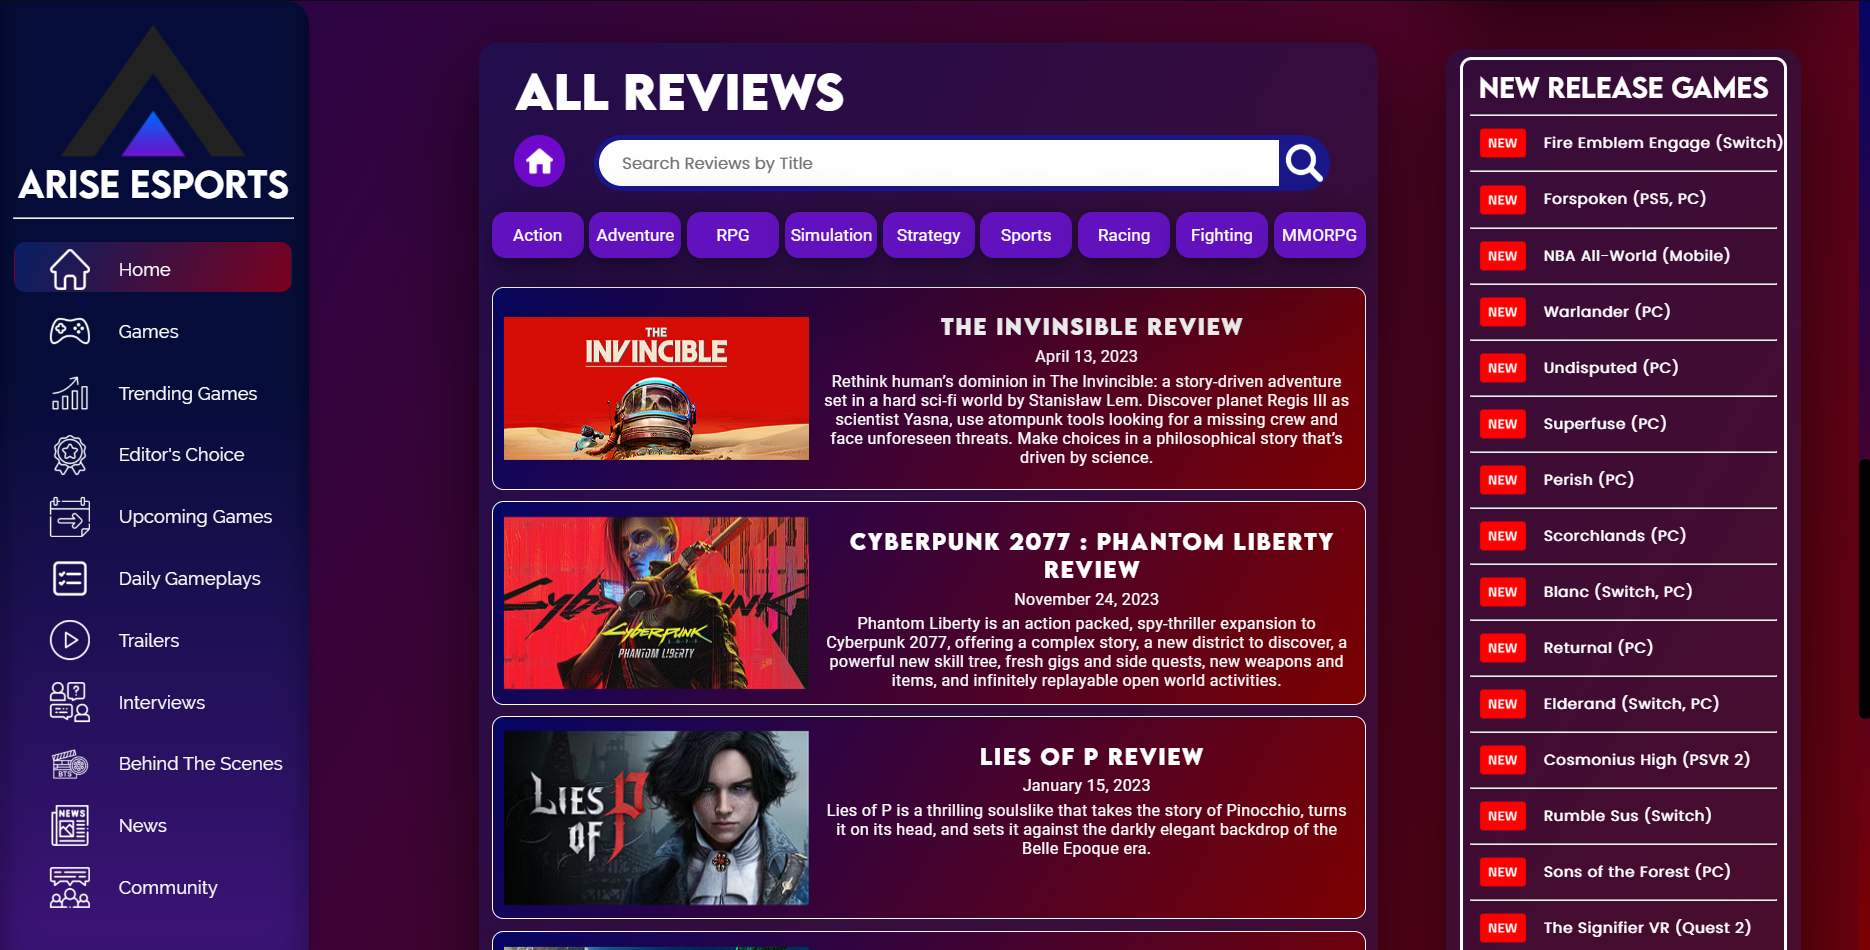 ARISE ESPORTS
Home
Games
Trending Games
Editor's Choice
Upcoming Games
Daily Gameplays
Trailers
Interviews
BTS
Behind The Scenes
NEWS
News
Community
ALL REVIEWS
Search Reviews by Title
Action
Adventure
RPG
Simulation
Strategy
Sports
Racing
Fighting
MMORPG
THE
INVINCIBLE
THE INVINSIBLE REVIEW
April 13, 2023
Rethink human’s dominion in The Invincible: a story-driven adventure
set in a hard sci-fi world by Stanisław Lem. Discover planet Regis III as
scientist Yasna, use atompunk tools looking for a missing crew and
face unforeseen threats. Make choices in a philosophical story that’s
driven by science.
CYBERPUNK
CYBERPUNK
2077
PHANTOM LIBERTY
CYBERPUNK 2077 : PHANTOM LIBERTY
REVIEW
November 24, 2023
Phantom Liberty is an action packed, spy-thriller expansion to
Cyberpunk 2077, offering a complex story, a new district to discover, a
powerful new skill tree, fresh gigs and side quests, new weapons and
items, and infinitely replayable open world activities.
LIES
OF P
LIES OF P REVIEW
January 15, 2023
Lies of P is a thrilling soulslike that takes the story of Pinocchio, turns
it on its head, and sets it against the darkly elegant backdrop of the
Belle Epoque era.
NEW RELEASE GAMES
NEW Fire Emblem Engage (Switch)
NEW Forspoken (PS5, PC)
NEW NBA All-World (Mobile)
NEW Warlander (PC)
NEW Undisputed (PC)
NEW Superfuse (PC)
NEW Perish (PC)
NEW Scorchlands (PC)
NEW Blanc (Switch, PC)
NEW Returnal (PC)
NEW Elderand (Switch, PC)
NEW Cosmonius High (PSVR 2)
NEW Rumble Sus (Switch)
NEW Sons of the Forest (PC)
NEW The Signifier VR (Quest 2)